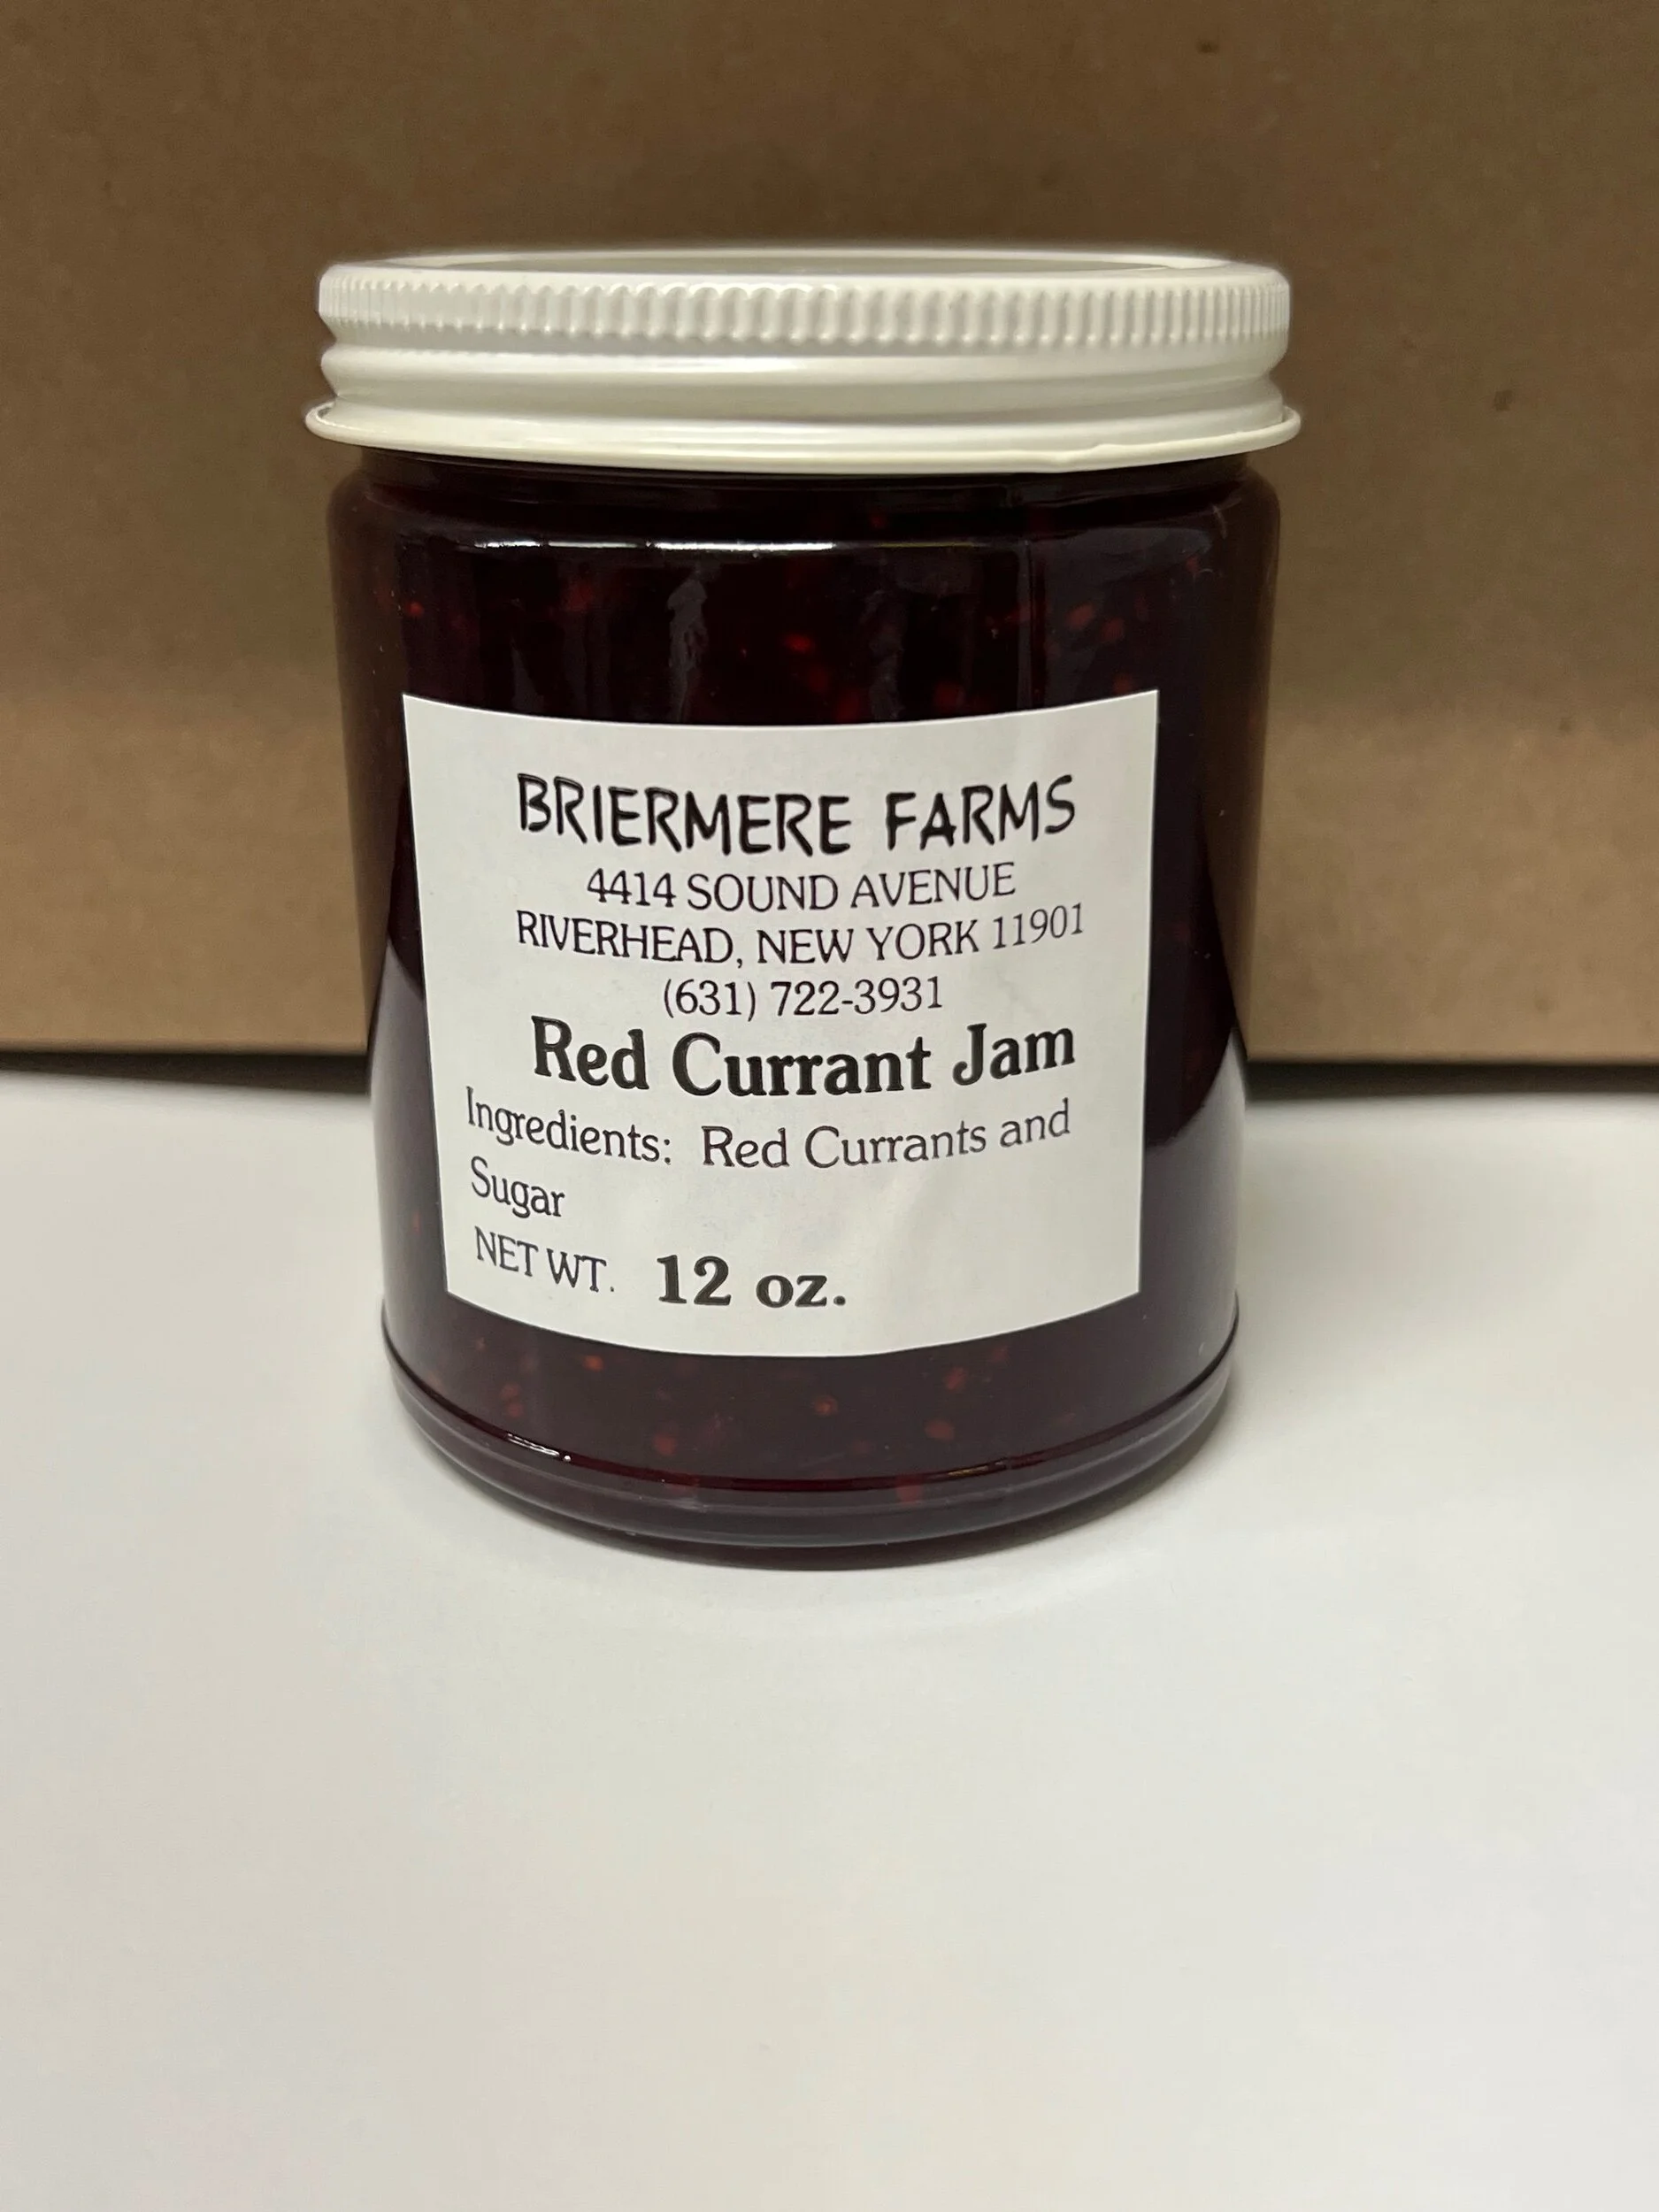 BRIERMERE FARMS
4414 SOUND AVENUE
RIVERHEAD, NEW YORK 11901
(631) 722-3931
Red Currant Jam
Ingredients: Red Currants and
Sugar
NET WT. 12 oz.